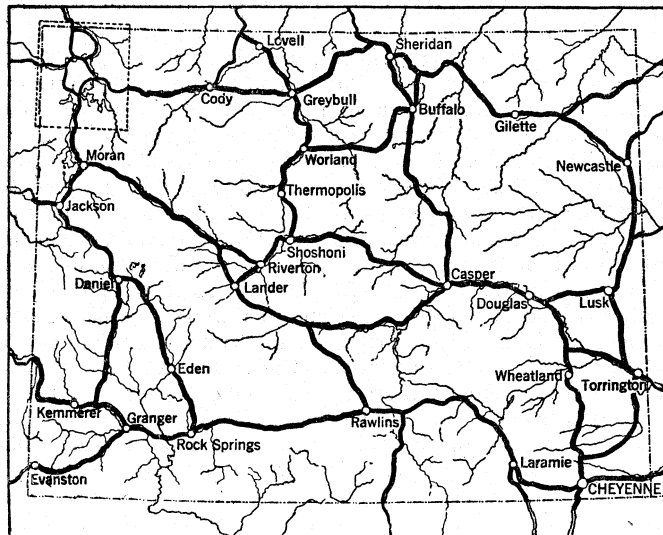 Lovell
Sheridan
Cody
Greybull
Buffalo
Gilette
Moran
Worland
Newcastle
Thermopolis
Jackson
Shoshoni
Riverton
Daniel
Lander
Casper
Douglas
Lusk
Eden
Wheatland
Torrington
Kemmerer
Granger
Rawlins
Rock Springs
Laramie
Evanston
CHEYENNE